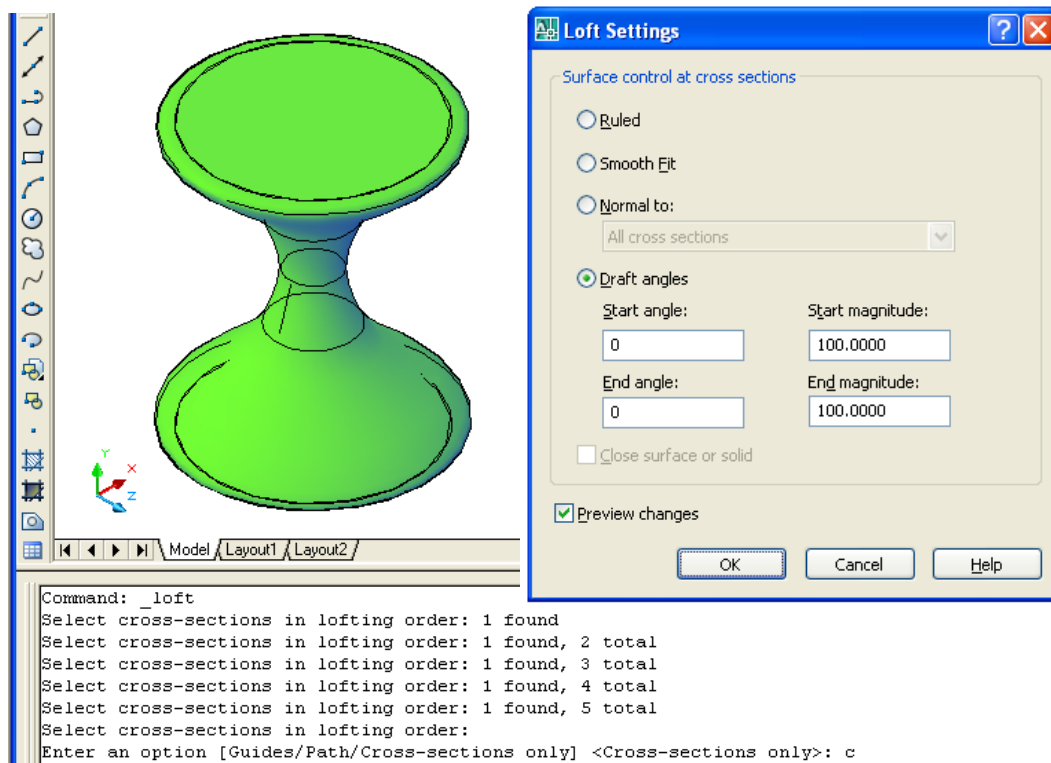 Loft Settings
Surface control at cross sections
Ruled
Smooth Fit
Normal to:
All cross sections
Draft angles
Start angle: Start magnitude:
0 100.0000
End angle: End magnitude:
0 100.0000
Close surface or solid
Preview changes
OK Cancel Help
Y
X
Z
Model Layout1 Layout2
Command: _loft
Select cross-sections in lofting order: 1 found
Select cross-sections in lofting order: 1 found, 2 total
Select cross-sections in lofting order: 1 found, 3 total
Select cross-sections in lofting order: 1 found, 4 total
Select cross-sections in lofting order: 1 found, 5 total
Select cross-sections in lofting order:
Enter an option [Guides/Path/Cross-sections only] <Cross-sections only>: c